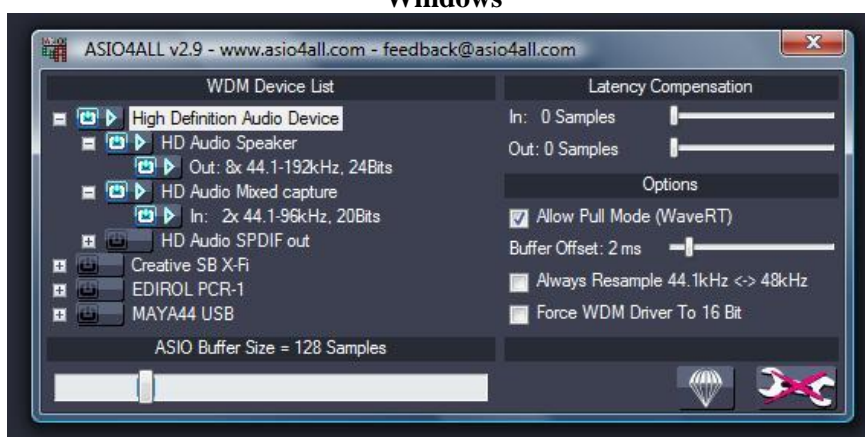 Windows
ASIO4ALL v2.9 - www.asio4all.com - feedback@asio4all.com
WDM Device List
High Definition Audio Device
HD Audio Speaker
Out: 8x 44.1-192kHz, 24Bits
HD Audio Mixed capture
In: 2x 44.1-96kHz, 20Bits
HD Audio SPDIF out
Creative SB X-Fi
EDIROL PCR-1
MAYA44 USB
ASIO Buffer Size = 128 Samples
Latency Compensation
In: 0 Samples
Out: 0 Samples
Options
Allow Pull Mode (WaveRT)
Buffer Offset: 2 ms
Always Resample 44.1kHz <-> 48kHz
Force WDM Driver To 16 Bit